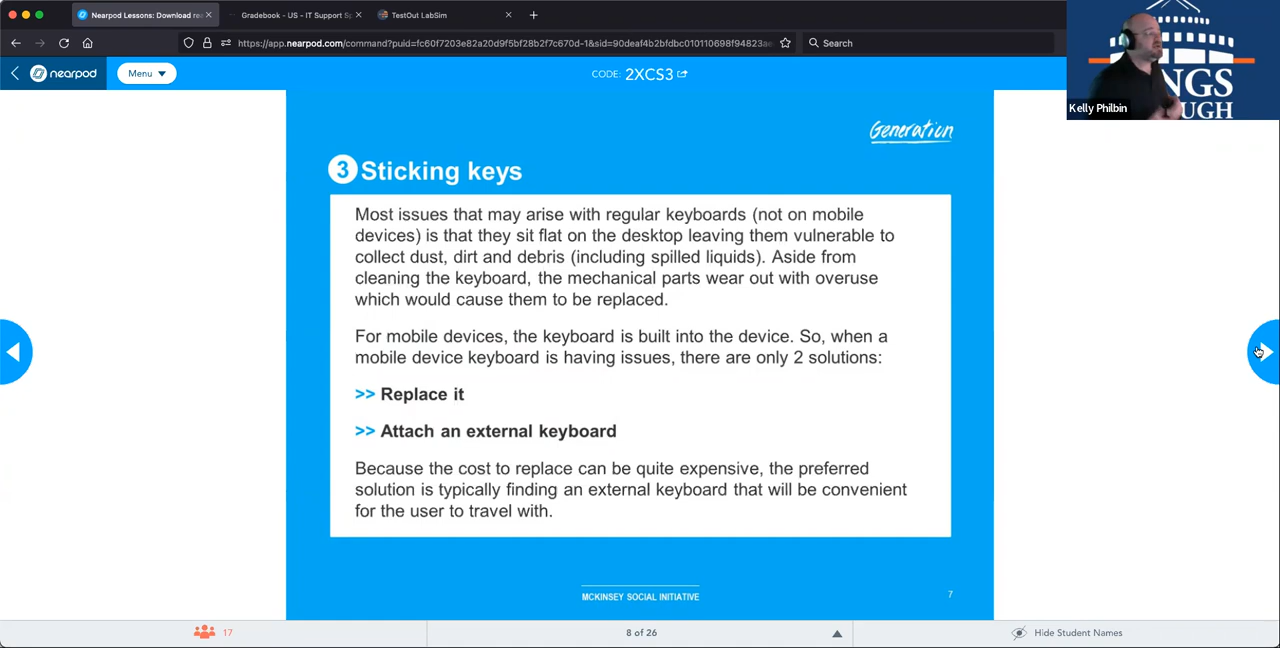 Nearpod Lessons: Download re
Gradebook - US - IT Support Sp
TestOut LabSim
https://app.nearpod.com/command?puid=fc60f7203e82a20d9f5bf28b2f7c670d-1&sid=90deaf4b2bfdbc010110698f94823a
Search
nearpod
Menu
CODE: 2XCS3
NGS
UGH
Kelly Philbin
Generation
3 Sticking keys
Most issues that may arise with regular keyboards (not on mobile
devices) is that they sit flat on the desktop leaving them vulnerable to
collect dust, dirt and debris (including spilled liquids). Aside from
cleaning the keyboard, the mechanical parts wear out with overuse
which would cause them to be replaced.
For mobile devices, the keyboard is built into the device. So, when a
mobile device keyboard is having issues, there are only 2 solutions:
>> Replace it
>> Attach an external keyboard
Because the cost to replace can be quite expensive, the preferred
solution is typically finding an external keyboard that will be convenient
for the user to travel with.
MCKINSEY SOCIAL INITIATIVE
7
17
8 of 26
Hide Student Names